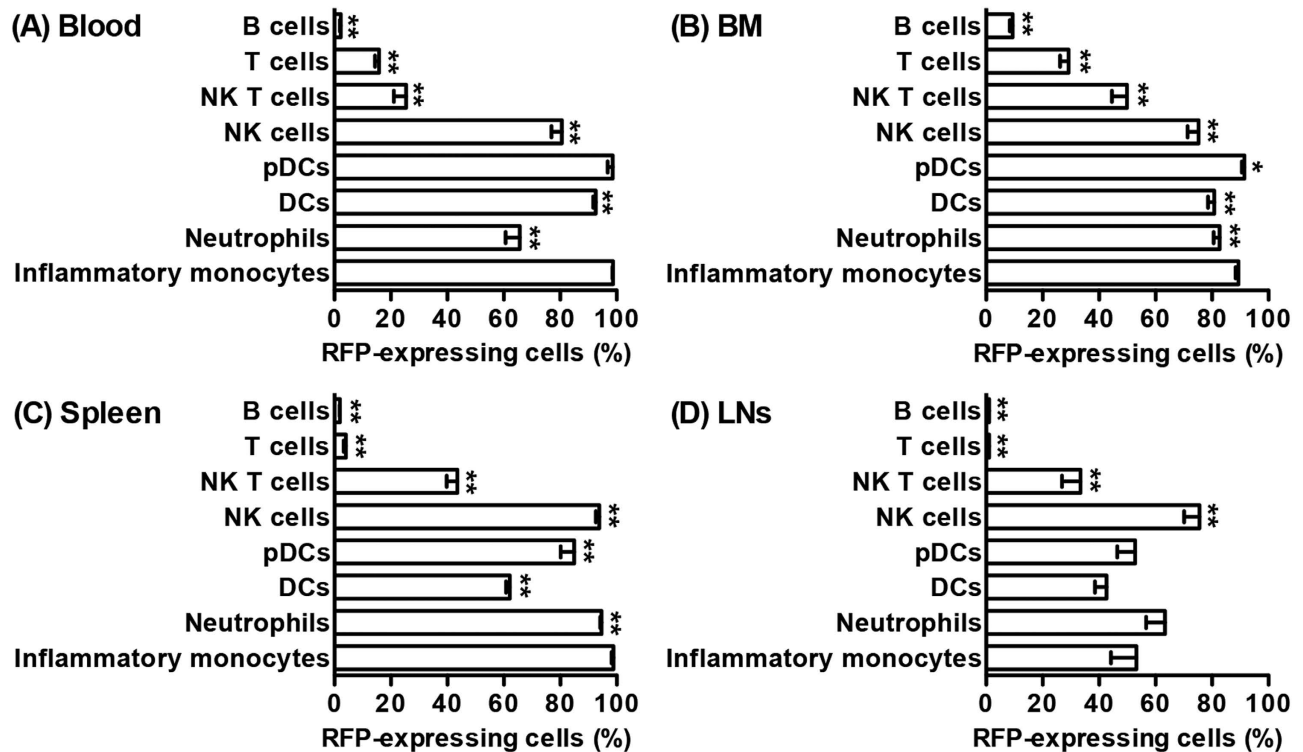 (A) Blood
B cells **
T cells **
NK T cells **
NK cells **
pDCs
DCs **
Neutrophils **
Inflammatory monocytes
0 20 40 60 80 100
RFP-expressing cells (%)
(B) BM
B cells **
T cells **
NK T cells **
NK cells **
pDCs *
DCs **
Neutrophils **
Inflammatory monocytes
0 20 40 60 80 100
RFP-expressing cells (%)
(C) Spleen
B cells **
T cells **
NK T cells **
NK cells **
pDCs **
DCs **
Neutrophils **
Inflammatory monocytes
0 20 40 60 80 100
RFP-expressing cells (%)
(D) LNs
B cells **
T cells **
NK T cells **
NK cells **
pDCs
DCs
Neutrophils
Inflammatory monocytes
0 20 40 60 80 100
RFP-expressing cells (%)